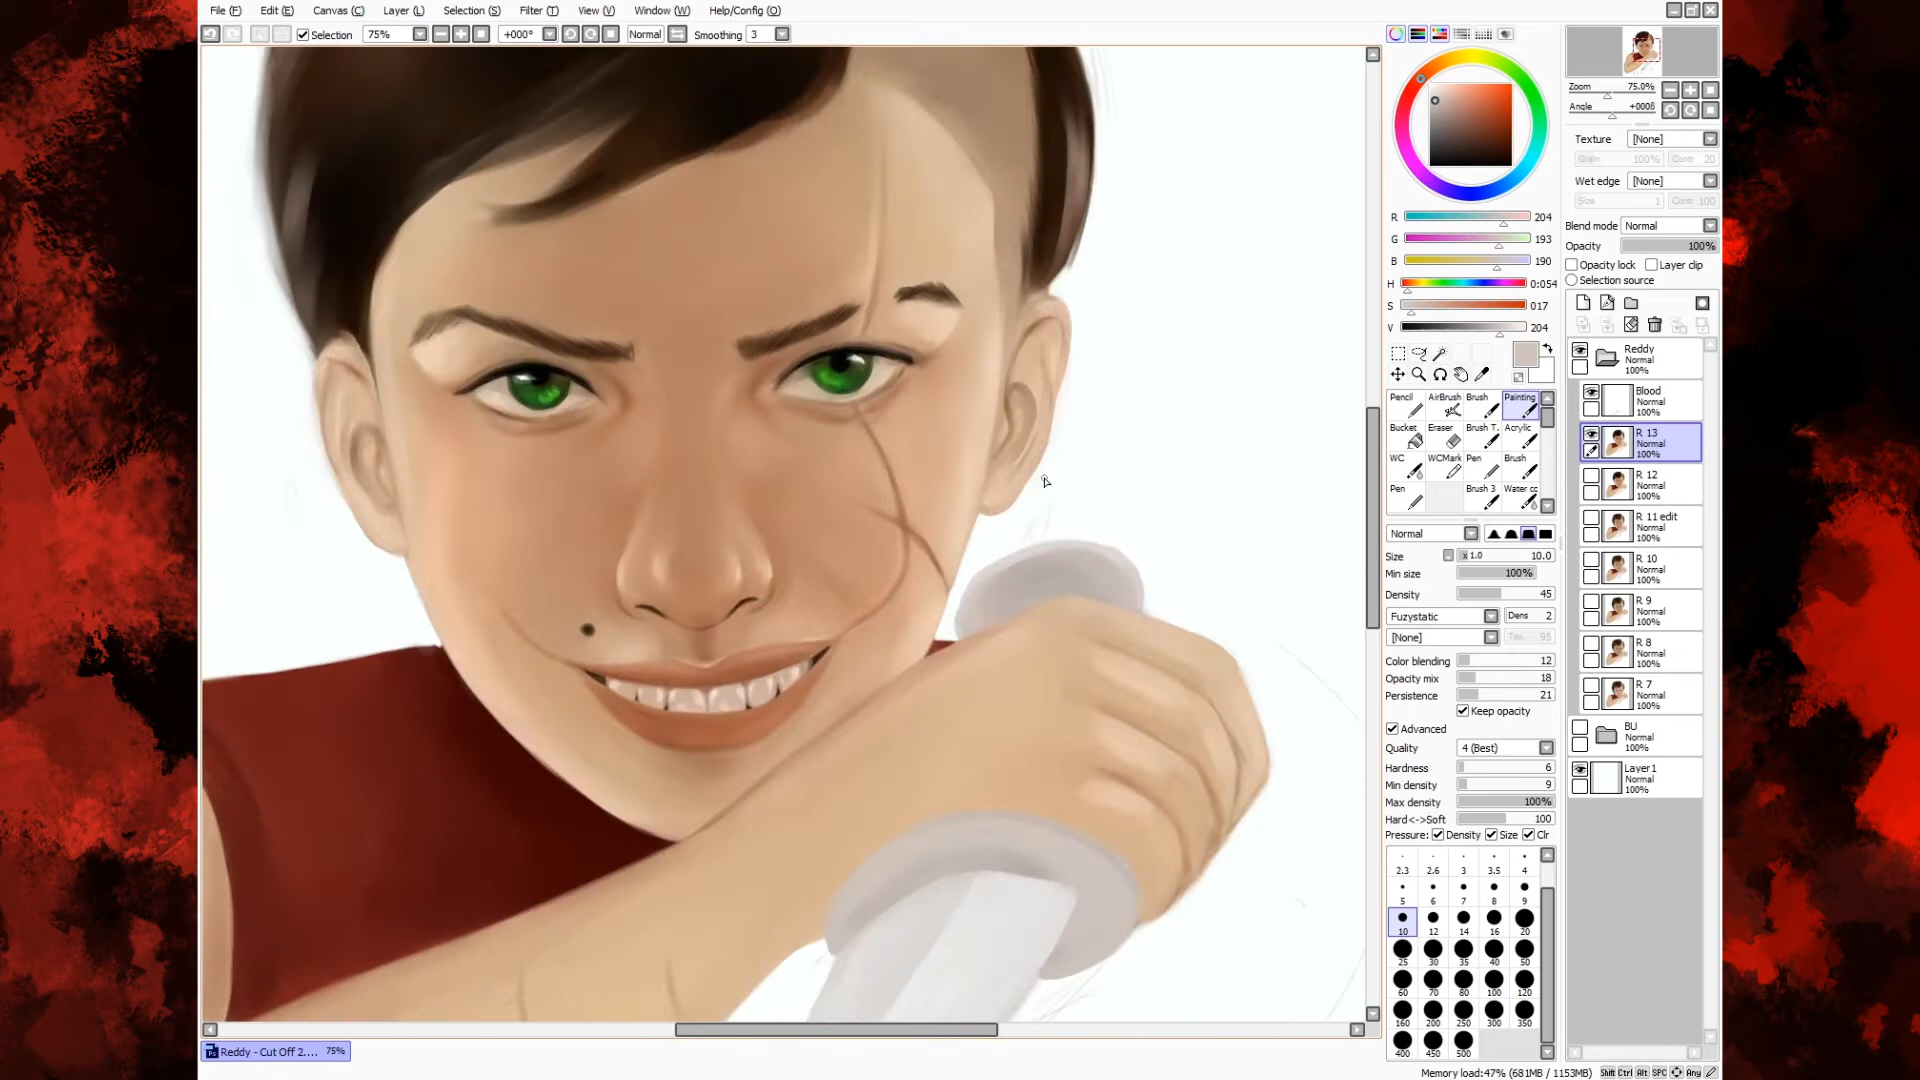 File (F) Edit (E) Canvas (C) Layer (L) Selection (S) Filter (T) View (V) Window (W) Help/Config (O)
Selection 75% +000° Normal Smoothing 3
Zoom 75.0%
Angle +000ß
Texture [None]
Grain 100% Contr 20
Wet edge [None]
Size 1 Contr 100
Blend mode Normal
Opacity 100%
Opacity lock Layer clip
Selection source
R 204
G 193
B 190
H 0:054
S 017
V 204
Pencil AirBrush Brush Painting
Bucket Eraser Brush T. Acrylic
WC WCMark Pen Brush
Pen Brush 3 Water cc
Normal
Size x 1.0 10.0
Min size 100%
Density 45
Fuzystatic Dens 2
[None] Tex. 95
Color blending 12
Opacity mix 18
Persistence 21
Keep opacity
Advanced
Quality 4 (Best)
Hardness 6
Min density 9
Max density 100%
Hard<->Soft 100
Pressure: Density Size Clr
2.3 2.6 3 3.5 4
5 6 7 8 9
10 12 14 16 20
25 30 35 40 50
60 70 80 100 120
160 200 250 300 350
400 450 500
Reddy
Normal
100%
Blood
Normal
100%
R 13
Normal
100%
R 12
Normal
100%
R 11 edit
Normal
100%
R 10
Normal
100%
R 9
Normal
100%
R 8
Normal
100%
R 7
Normal
100%
BU
Normal
100%
Layer1
Normal
100%
Reddy - Cut Off 2.... 75%
Memory load:47% (681MB / 1153MB) Shift Ctrl Alt SPC Any